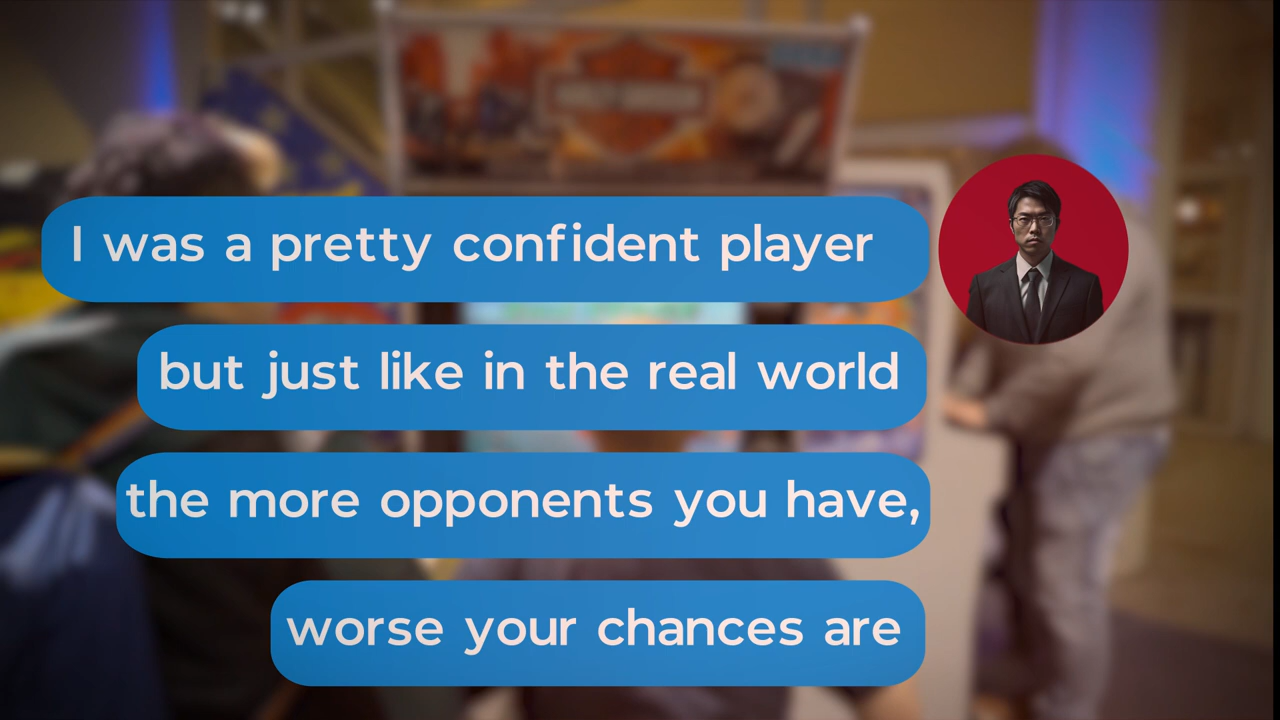 I was a pretty confident player
but just like in the real world
the more opponents you have,
worse your chances are